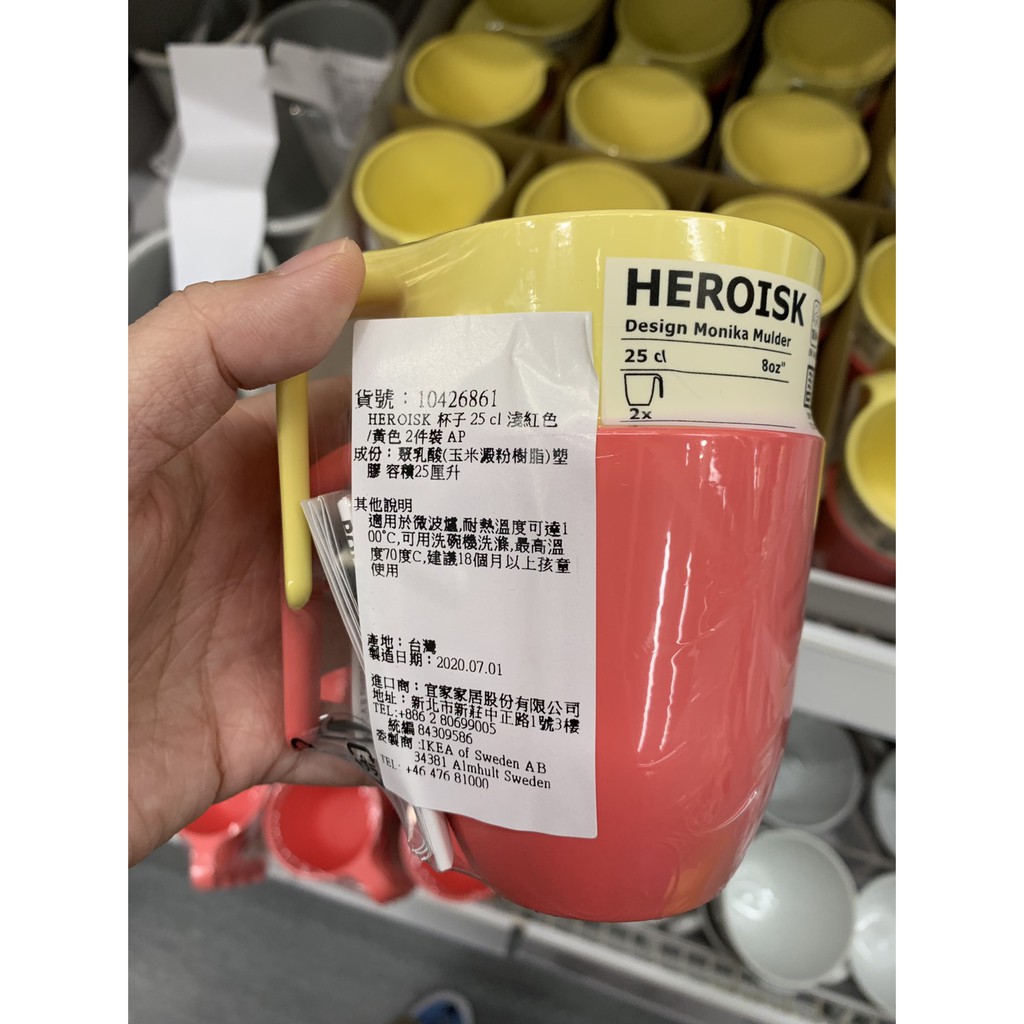 HEROISK
Design Monika Mulder
25 cl
8oz"
2x
貨號：10426861
HEROISK 杯子 25 cl 淺紅色
/黃色 2件裝 AP
成份：聚乳酸(玉米澱粉樹脂)塑
膠 容積25厘升
其他說明
適用於微波爐,耐熱溫度可達1
00°C,可用洗碗機洗滌,最高溫
度70度C,建議18個月以上孩童
使用
產地：台灣
製造日期：2020.07.01
進口商：宜家家居股份有限公司
地址：新北市新莊中正路1號3樓
TEL:+886 2 80699005
統編 84309586
委製商 :IKEA of Sweden AB
34381 Almhult Sweden
TEL: +46 476 81000